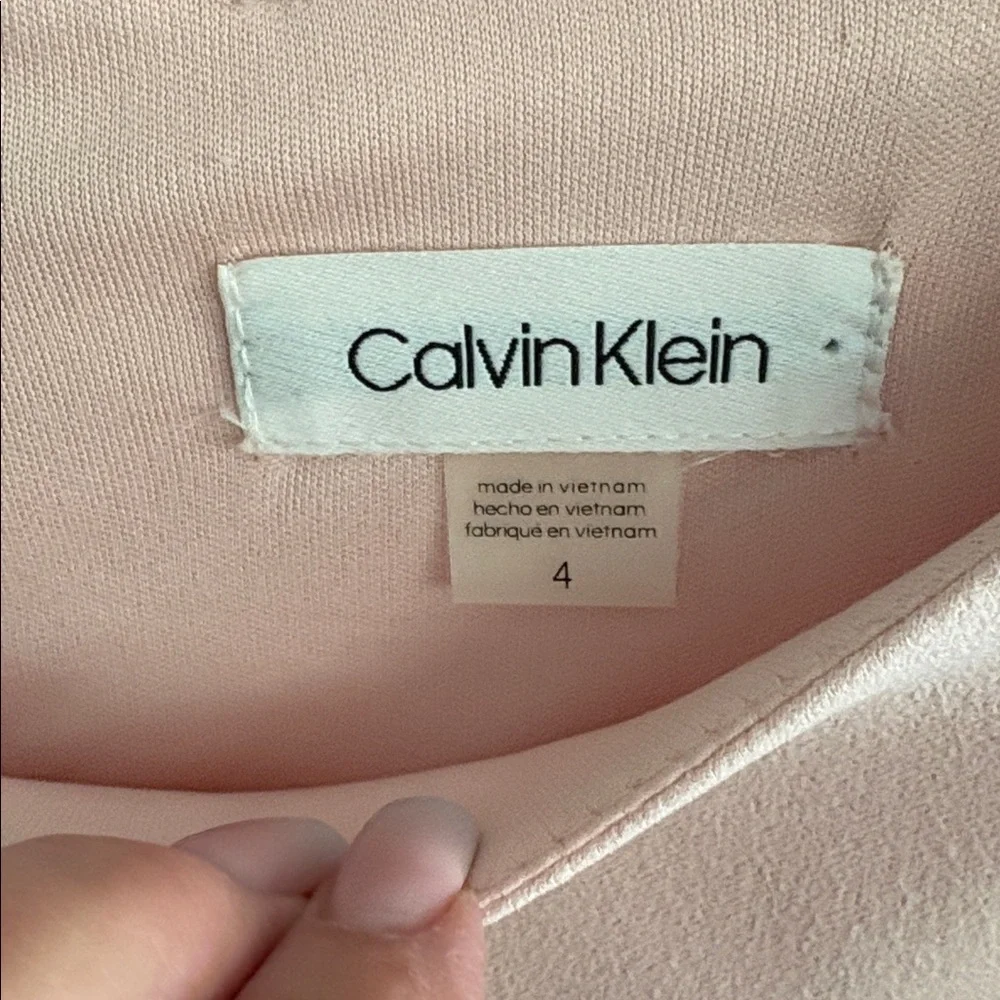 Calvin Klein
made in vietnam
hecho en vietnam
fabriqué en vietnam
4